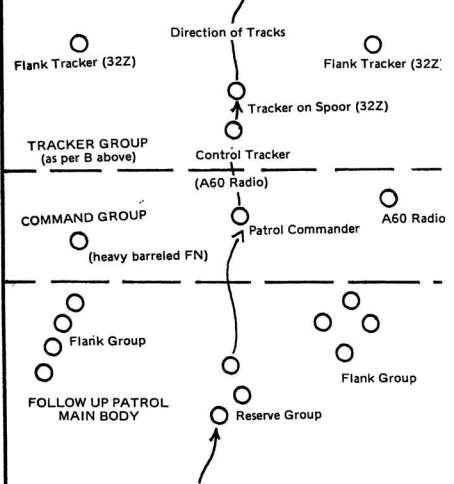 Direction of Tracks
Flank Tracker (32Z)
Flank Tracker (32Z
Tracker on Spoor (32Z)
TRACKER GROUP
(as per B above)
Control Tracker
(A60 Radio)
COMMAND GROUP
A60 Radio
Patrol Commander
(heavy barreled FN)
Flank Group
Flank Group
FOLLOW UP PATROL
MAIN BODY
Reserve Group